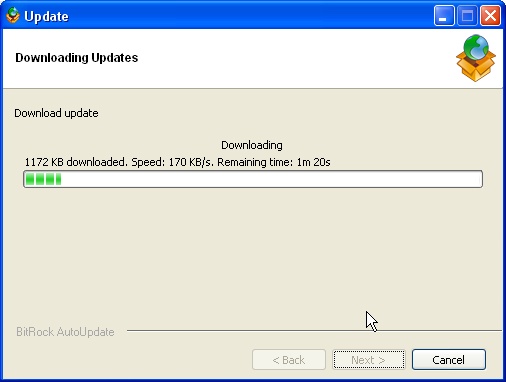 Update
Downloading Updates
Download update
Downloading
1172 KB downloaded. Speed: 170 KB/s. Remaining time: 1m 20s
BitRock AutoUpdate
< Back Next > Cancel